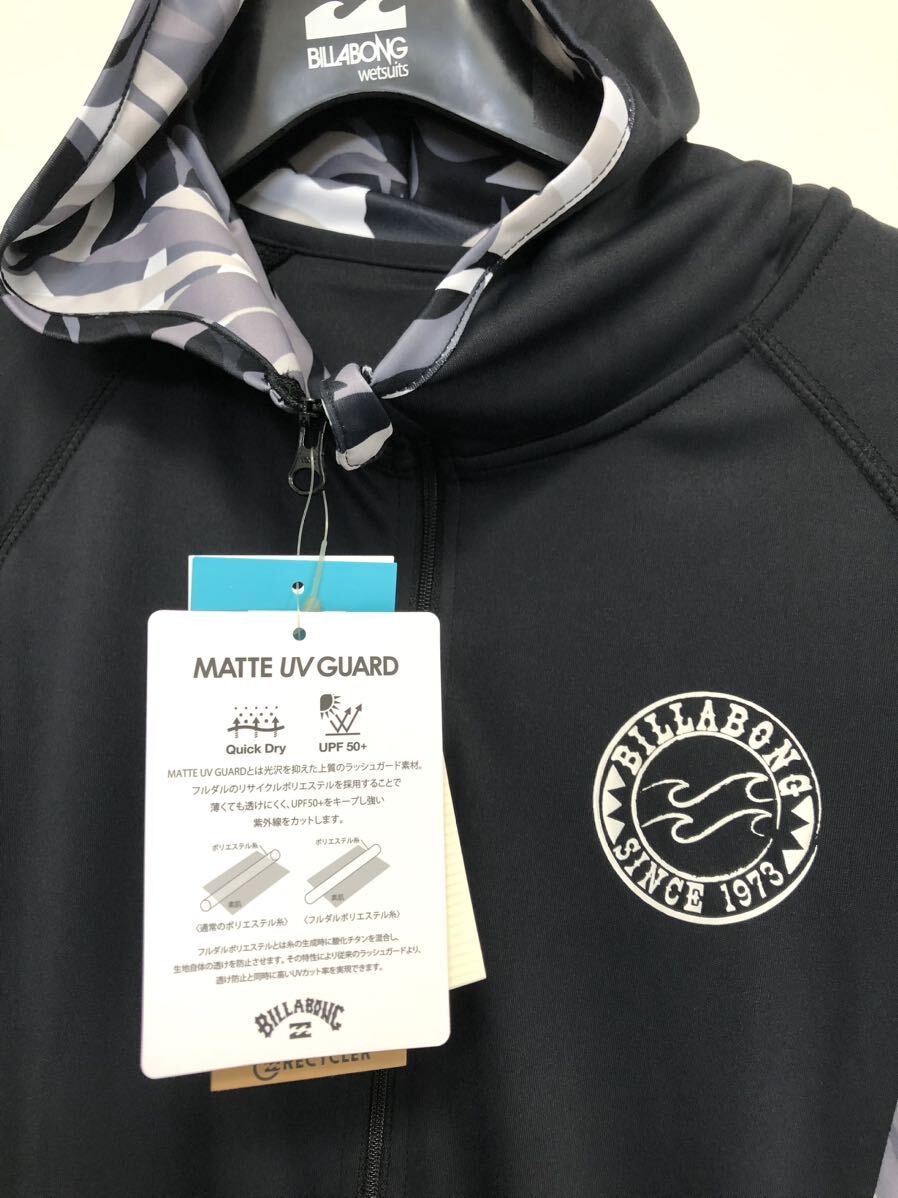 BILLABONG
wetsuits
MATTE UV GUARD
Quick Dry
UPF 50+
MATTE UV GUARDとは光沢を抑えた上質のラッシュガード素材。
フルダルのリサイクルポリエステルを採用することで
薄くても透けにくく、UPF50+をキープし強い
紫外線をカットします。
ポリエステル糸
ポリエステル糸
素肌
素肌
〈通常のポリエステル糸〉
〈フルダルポリエステル糸〉
フルダルポリエステルとは糸の生成時に酸化チタンを混合し、
生地自体の透けを防止させます。その特性により従来のラッシュガードより、
透け防止と同時に高いUVカット率を実現できます。
BILLABONG
RECYCLER
BILLABONG
SINCE 1973